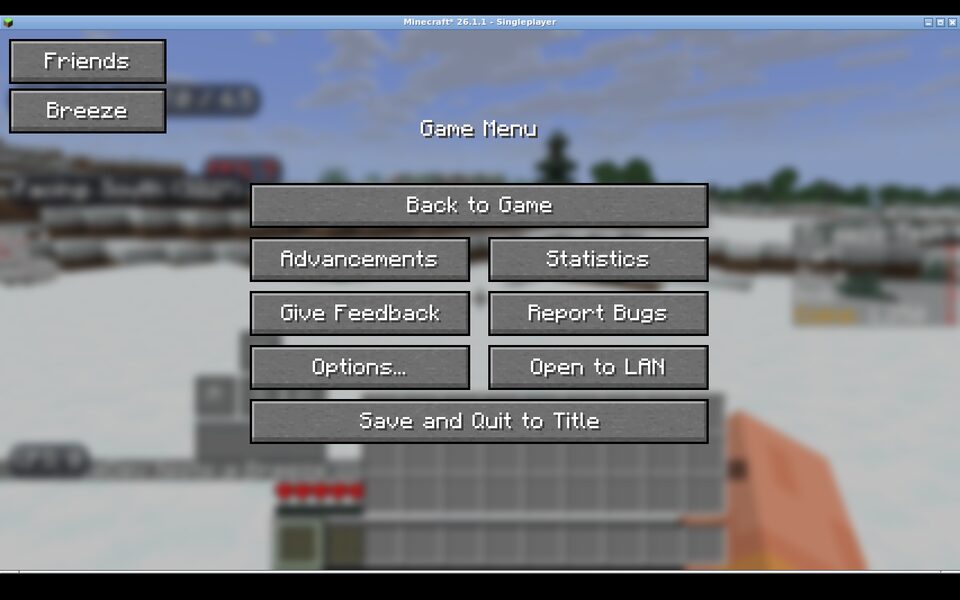 Minecraft* 26.1.1 - Singleplayer
Friends
Breeze
Game Menu
Back to Game
Advancements
Statistics
Give Feedback
Report Bugs
Options...
Open to LAN
Save and Quit to Title